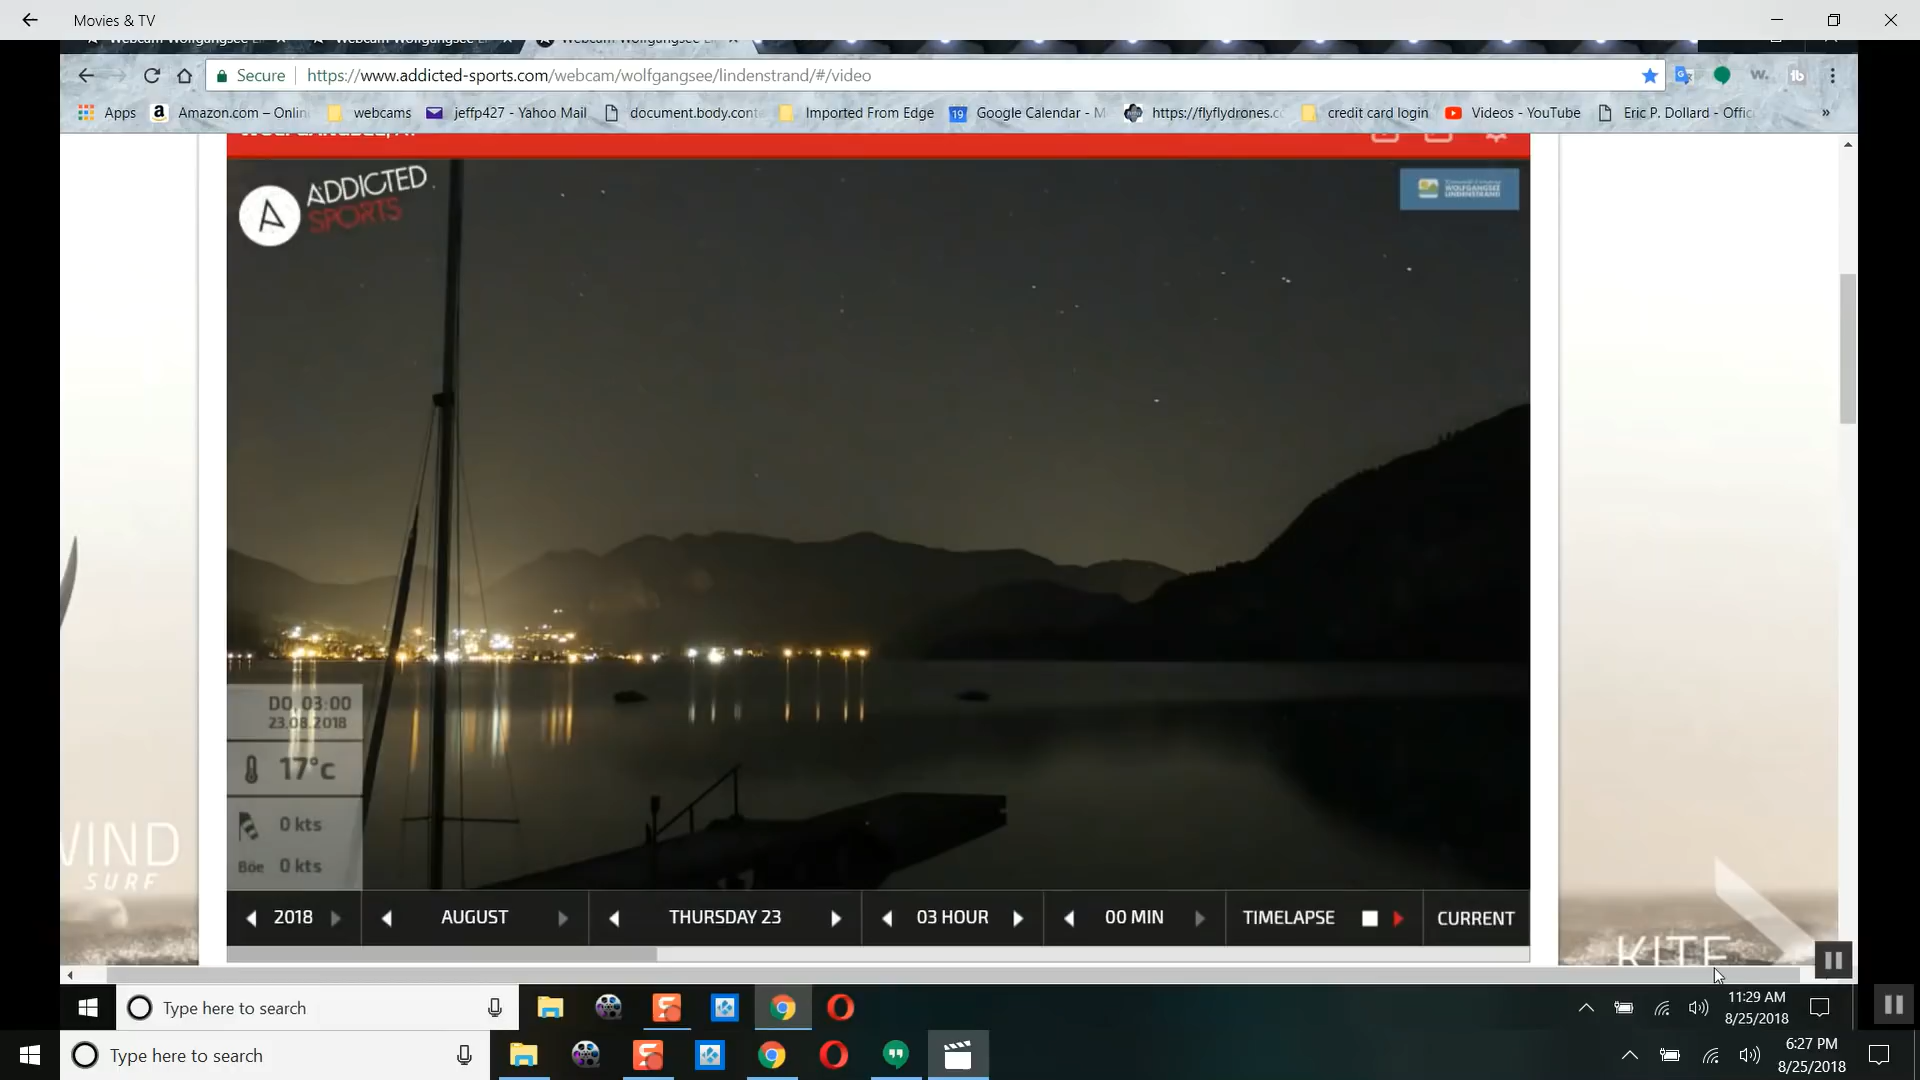 Movies & TV
Secure https://www.addicted-sports.com/webcam/wolfgangsee/lindenstrand/#/video
Apps Amazon.com – Onlin webcams jeffp427 - Yahoo Mail document.body.conte Imported From Edge Google Calendar - M https://flyflydrones.cc credit card login Videos - YouTube Eric P. Dollard - Offic »
ADDICTED
SPORTS
WOLFGANGSEE
LINDENSTRAND
DO, 03:00
23.08.2018
17°c
0 kts
Böe 0 kts
WIND
SURF
KITE
2018 AUGUST THURSDAY 23 03 HOUR 00 MIN TIMELAPSE CURRENT
Type here to search
11:29 AM
8/25/2018
Type here to search
6:27 PM
8/25/2018